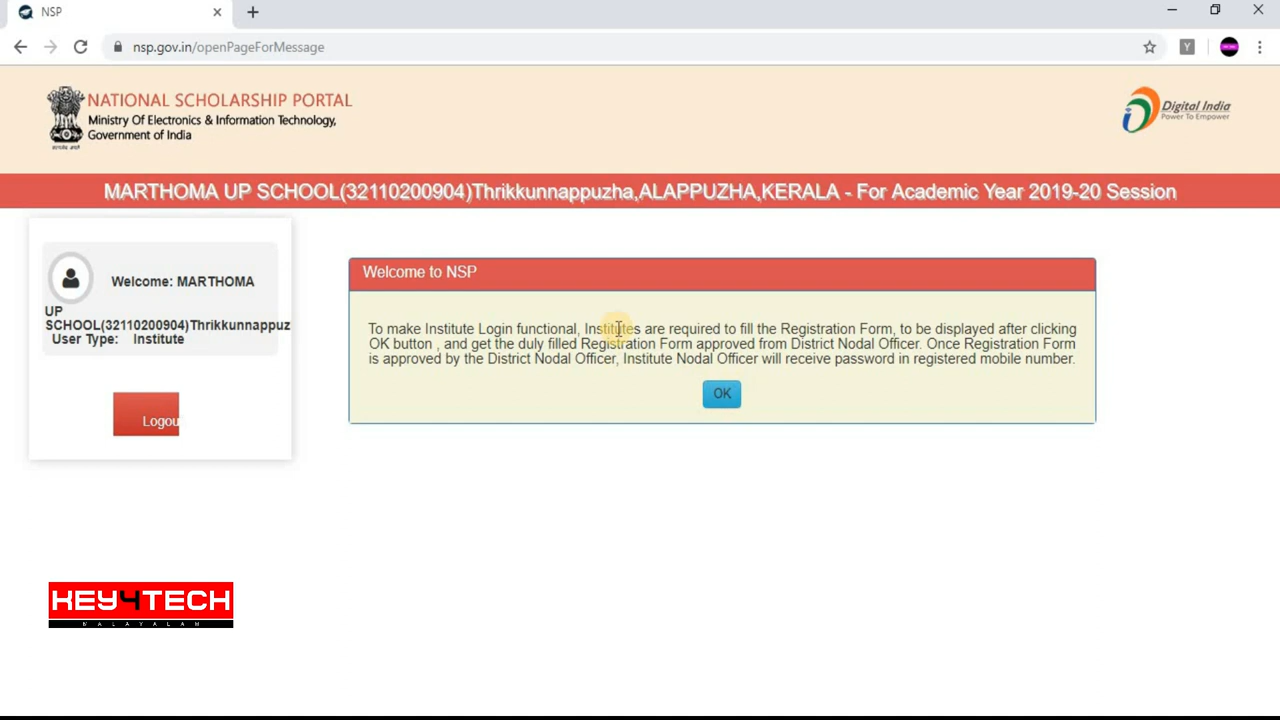 NSP
nsp.gov.in/openPageForMessage
Y
NATIONAL SCHOLARSHIP PORTAL
Ministry Of Electronics & Information Technology,
Government of India
Digital India
Power To Empower
MARTHOMA UP SCHOOL(32110200904)Thrikkunnappuzha,ALAPPUZHA,KERALA - For Academic Year 2019-20 Session
Welcome: MARTHOMA
UP
SCHOOL(32110200904)Thrikkunnappuz
User Type: Institute
Logou
Welcome to NSP
To make Institute Login functional, Institutes are required to fill the Registration Form, to be displayed after clicking
OK button , and get the duly filled Registration Form approved from District Nodal Officer. Once Registration Form
is approved by the District Nodal Officer, Institute Nodal Officer will receive password in registered mobile number.
OK
KEY4TECH
MALAYALAM